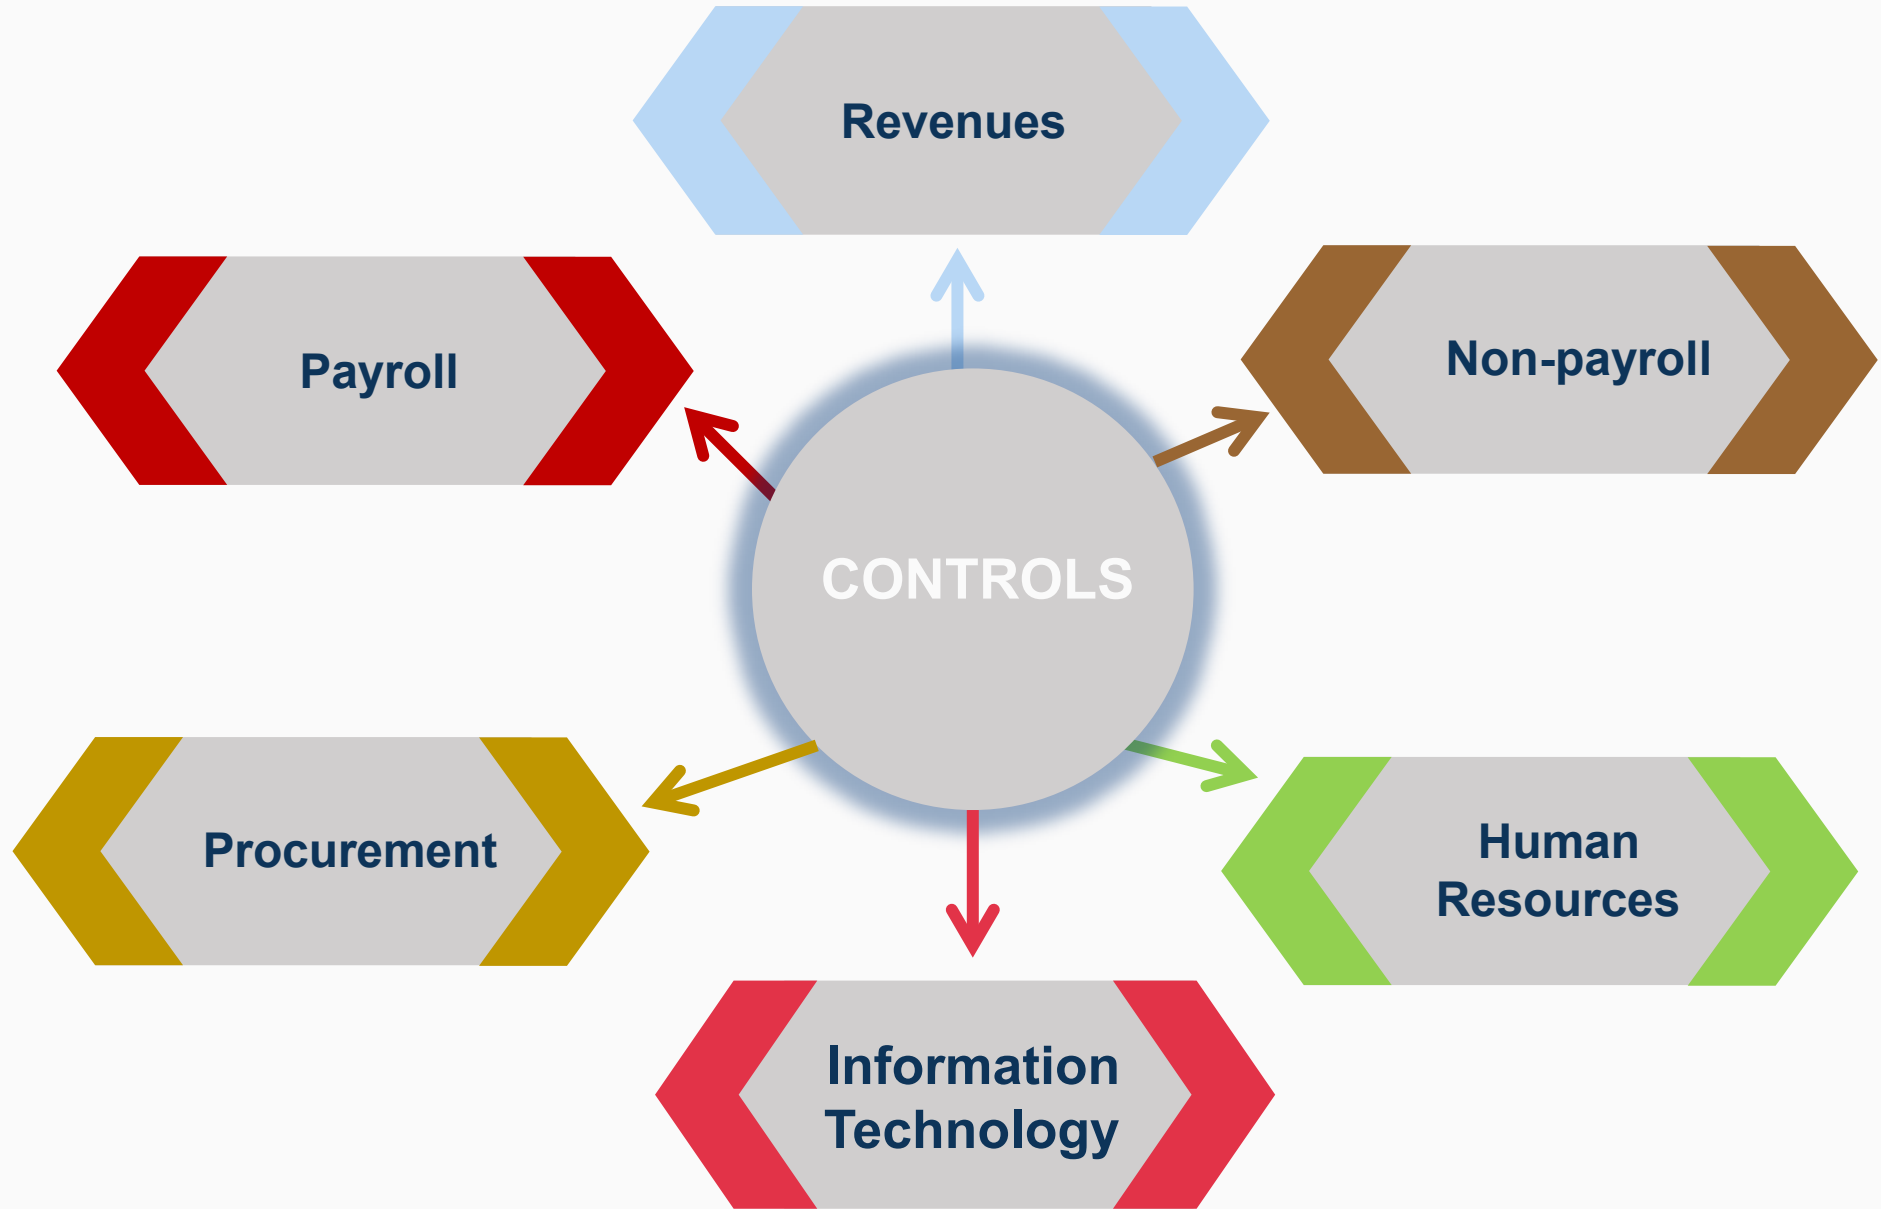 Revenues
Payroll
Non-payroll
CONTROLS
Procurement
Human
Resources
Information
Technology